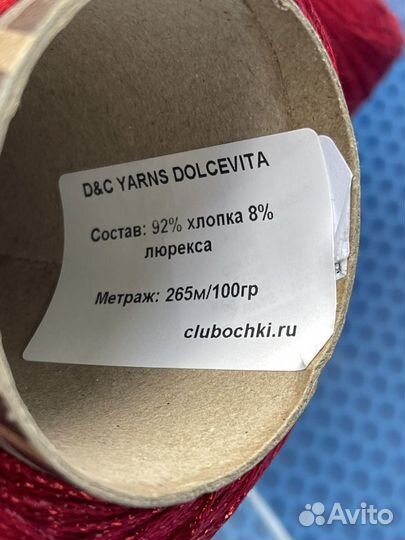 D&C YARNS DOLCEVITA
Состав: 92% хлопка 8%
люрекса
Метраж: 265м/100гр
clubochki.ru
Avito